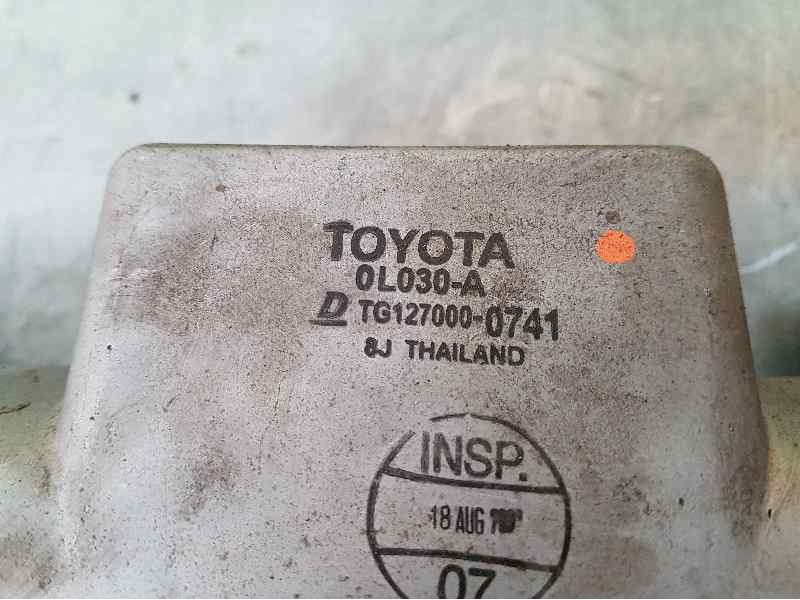 TOYOTA
0L030-A
D TG127000-0741
8J THAILAND
INSP.
18 AUG
07